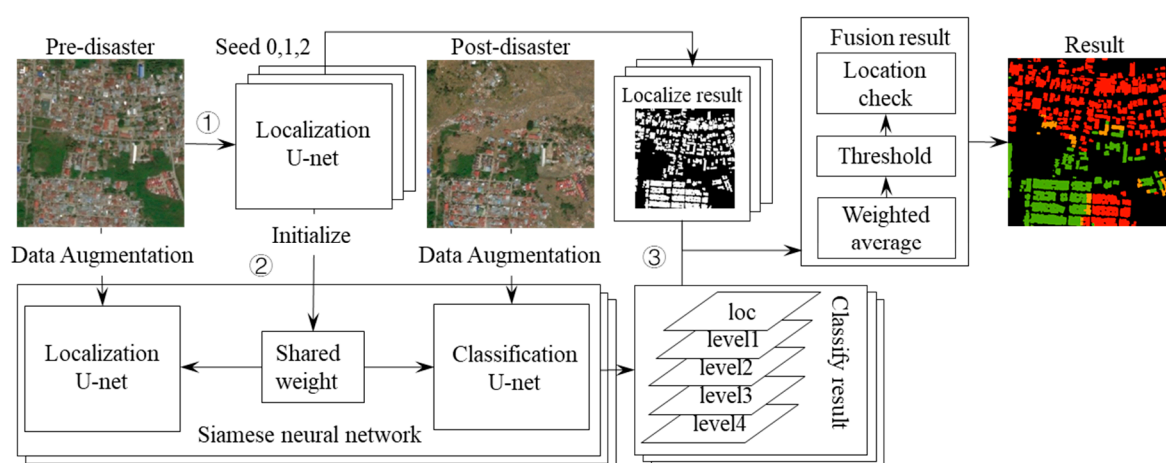 Pre-disaster
Seed 0,1,2
Post-disaster
Fusion result
Result
①
Localization
U-net
Localize result
Location
check
Threshold
Weighted
average
Initialize
Data Augmentation
②
Data Augmentation
③
Localization
U-net
Shared
weight
Classification
U-net
Siamese neural network
loc
level1
level2
level3
level4
Classify result